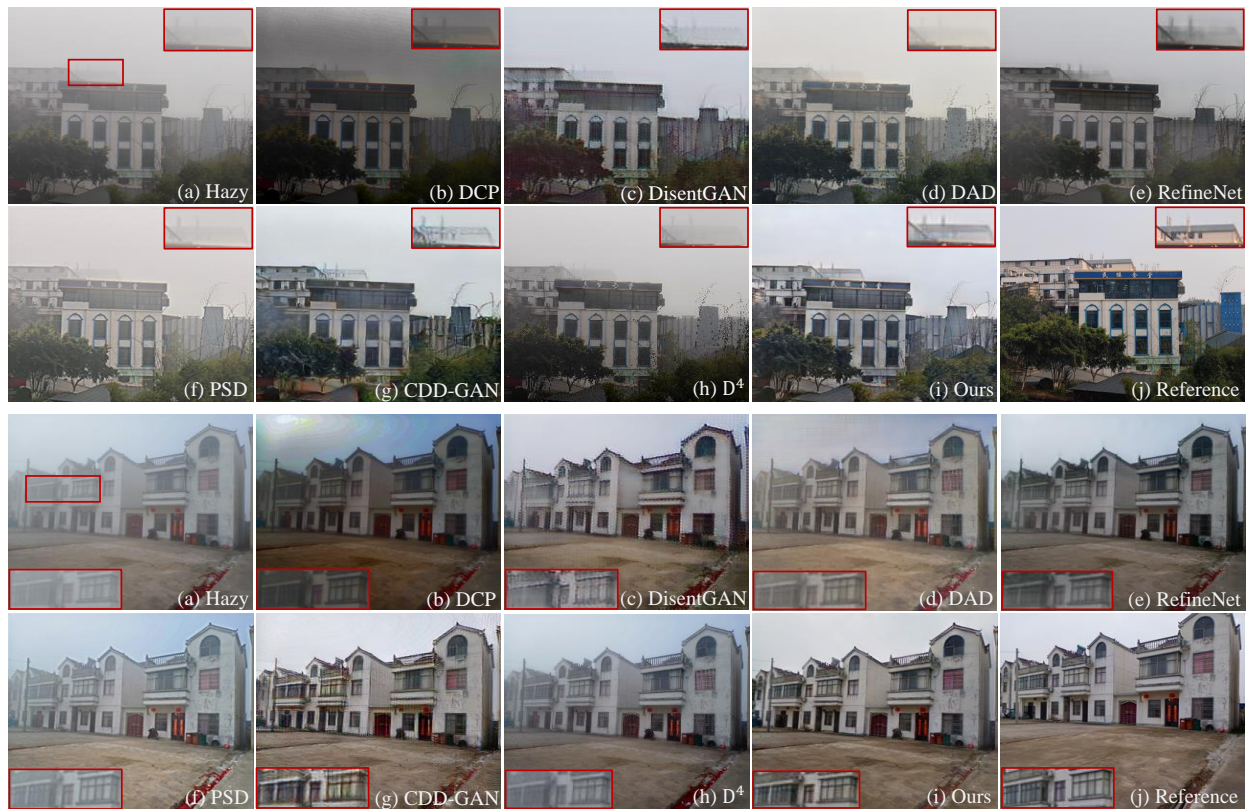 (a) Hazy
(b) DCP
(c) DisentGAN
(d) DAD
(e) RefineNet
(f) PSD
(g) CDD-GAN
(h) D⁴
(i) Ours
(j) Reference
(a) Hazy
(b) DCP
(c) DisentGAN
(d) DAD
(e) RefineNet
(f) PSD
(g) CDD-GAN
(h) D⁴
(i) Ours
(j) Reference